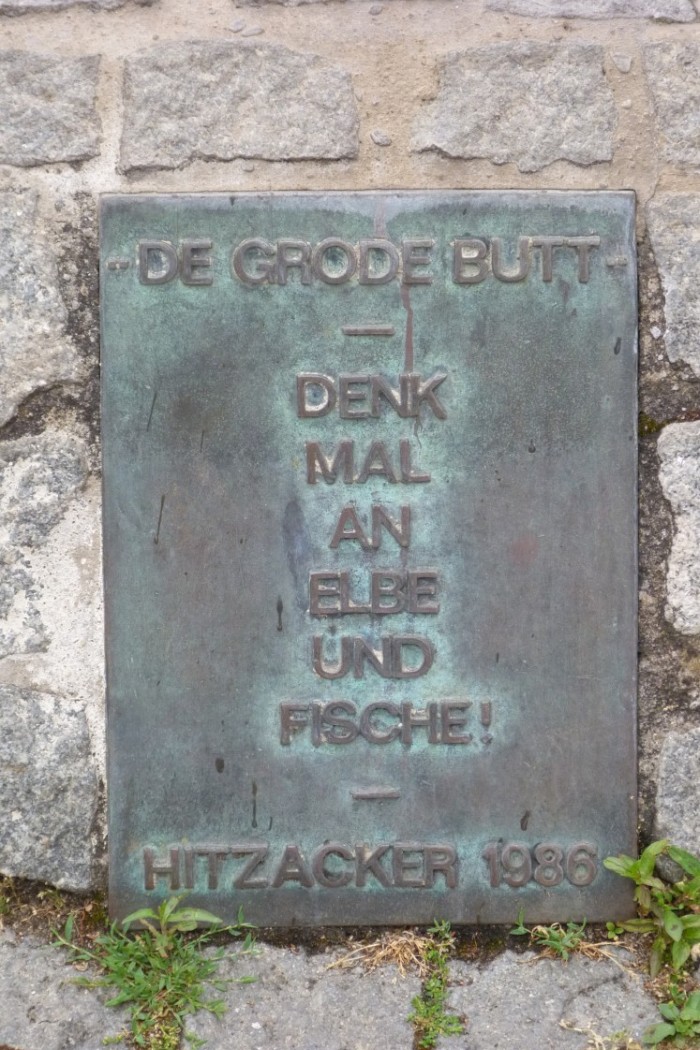 - DE GRODE BUTT -
—
DENK
MAL
AN
ELBE
UND
FISCHE!
—
HITZACKER 1986